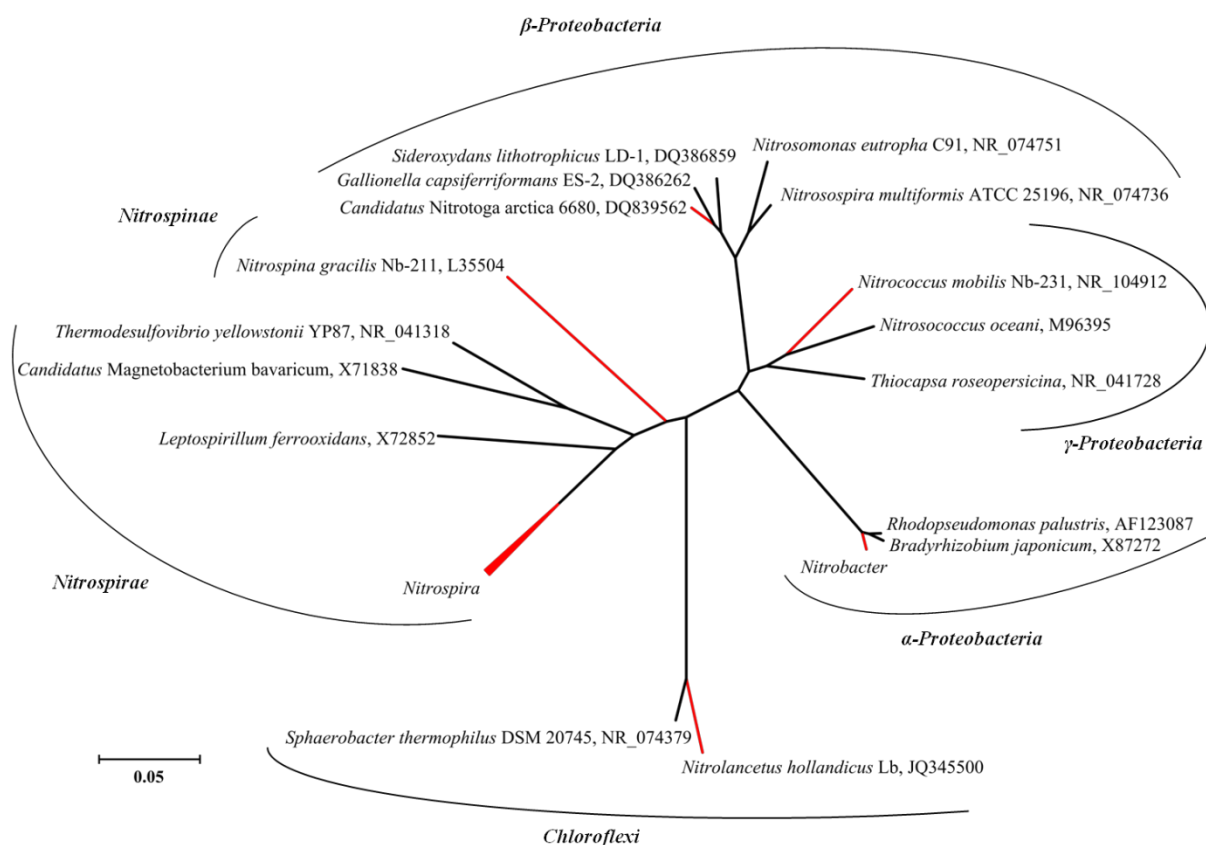 β-Proteobacteria
Nitrosomonas eutropha C91, NR_074751
Sideroxydans lithotrophicus LD-1, DQ386859
Gallionella capsiferriformans ES-2, DQ386262
Nitrosospira multiformis ATCC 25196, NR_074736
Candidatus Nitrotoga arctica 6680, DQ839562
Nitrospinae
Nitrospina gracilis Nb-211, L35504
Nitrococcus mobilis Nb-231, NR_104912
Nitrosococcus oceani, M96395
Thermodesulfovibrio yellowstonii YP87, NR_041318
Candidatus Magnetobacterium bavaricum, X71838
Thiocapsa roseopersicina, NR_041728
Leptospirillum ferrooxidans, X72852
γ-Proteobacteria
Rhodopseudomonas palustris, AF123087
Bradyrhizobium japonicum, X87272
Nitrobacter
Nitrospirae
Nitrospira
α-Proteobacteria
Sphaerobacter thermophilus DSM 20745, NR_074379
Nitrolancetus hollandicus Lb, JQ345500
0.05
Chloroflexi